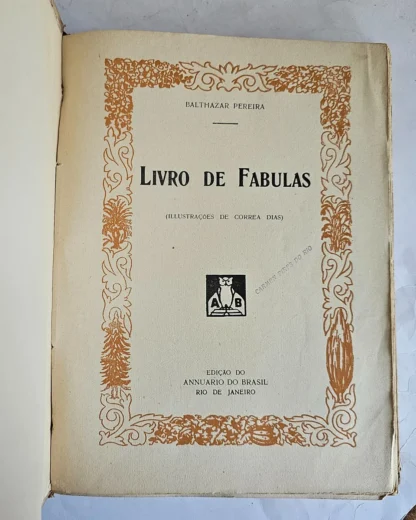 BALTHAZAR PEREIRA
LIVRO DE FABULAS
(ILLUSTRAÇÕES DE CORREA DIAS)
A B
EDIÇÃO DO
ANNUARIO DO BRASIL
RIO DE JANEIRO